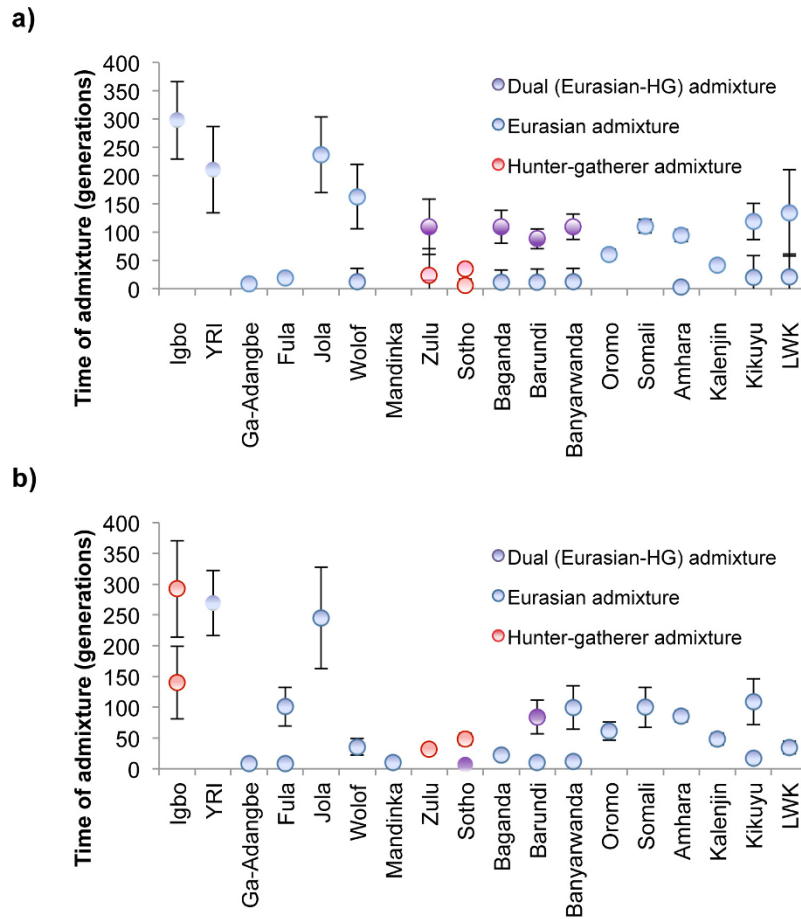 a)
Time of admixture (generations)
400
350
300
250
200
150
100
50
0
Dual (Eurasian-HG) admixture
Eurasian admixture
Hunter-gatherer admixture
Igbo
YRI
Ga-Adangbe
Fula
Jola
Wolof
Mandinka
Zulu
Sotho
Baganda
Barundi
Banyarwanda
Oromo
Somali
Amhara
Kalenjin
Kikuyu
LWK
b)
Time of admixture (generations)
400
350
300
250
200
150
100
50
0
Dual (Eurasian-HG) admixture
Eurasian admixture
Hunter-gatherer admixture
Igbo
YRI
Ga-Adangbe
Fula
Jola
Wolof
Mandinka
Zulu
Sotho
Baganda
Barundi
Banyarwanda
Oromo
Somali
Amhara
Kalenjin
Kikuyu
LWK